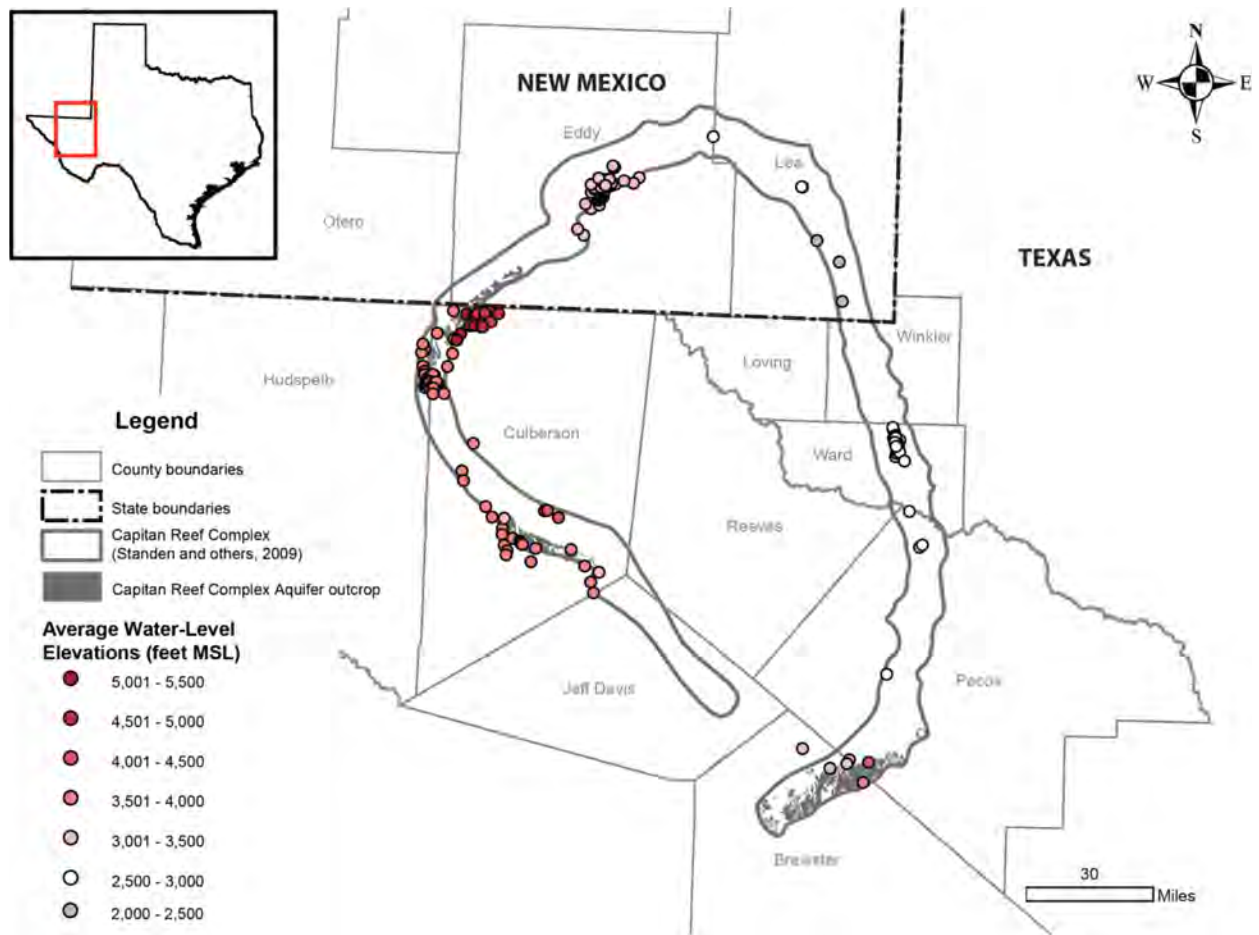 N
W E
S
NEW MEXICO
Eddy
Lea
Otero
TEXAS
Winkler
Loving
Hudspeth
Legend
Culberson
Ward
County boundaries
State boundaries
Reeves
Capitan Reef Complex
(Standen and others, 2009)
Capitan Reef Complex Aquifer outcrop
Average Water-Level
Elevations (feet MSL)
5,001 - 5,500
Jeff Davis
Pecos
4,501 - 5,000
4,001 - 4,500
3,501 - 4,000
3,001 - 3,500
Brewster
2,500 - 3,000
30
Miles
2,000 - 2,500